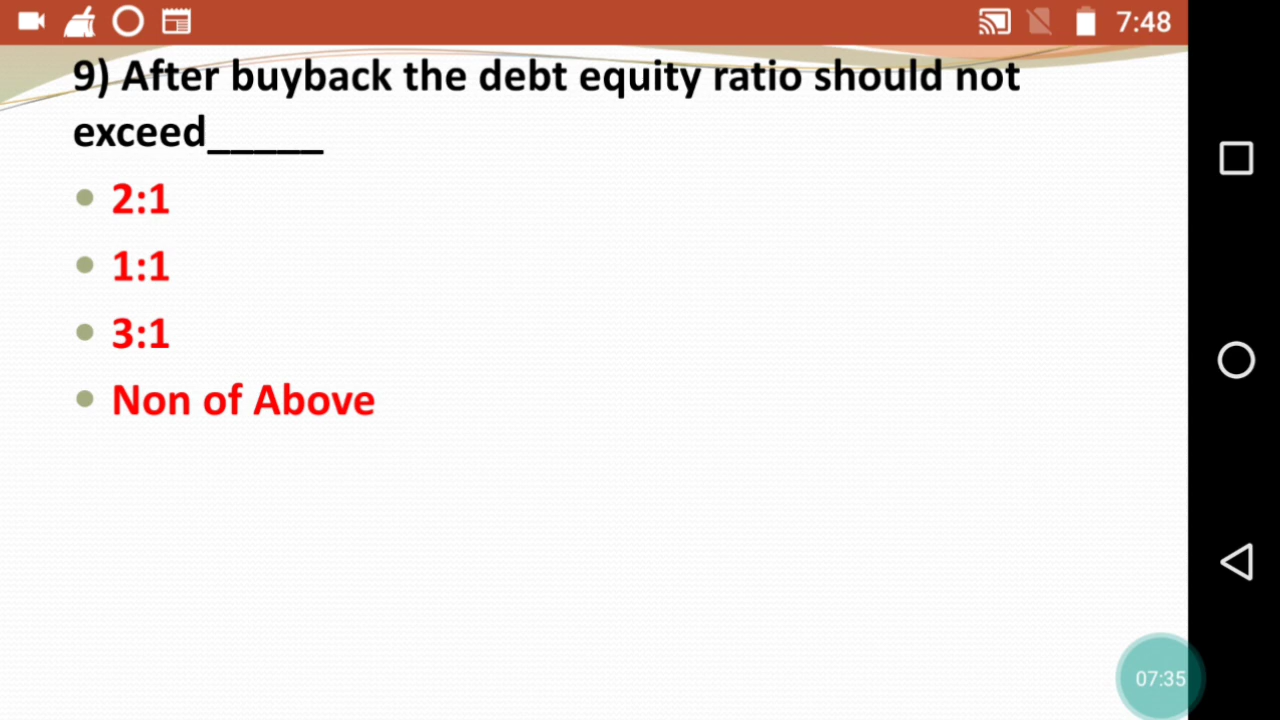 7:48
9) After buyback the debt equity ratio should not
exceed_____
2:1
1:1
3:1
Non of Above
07:35